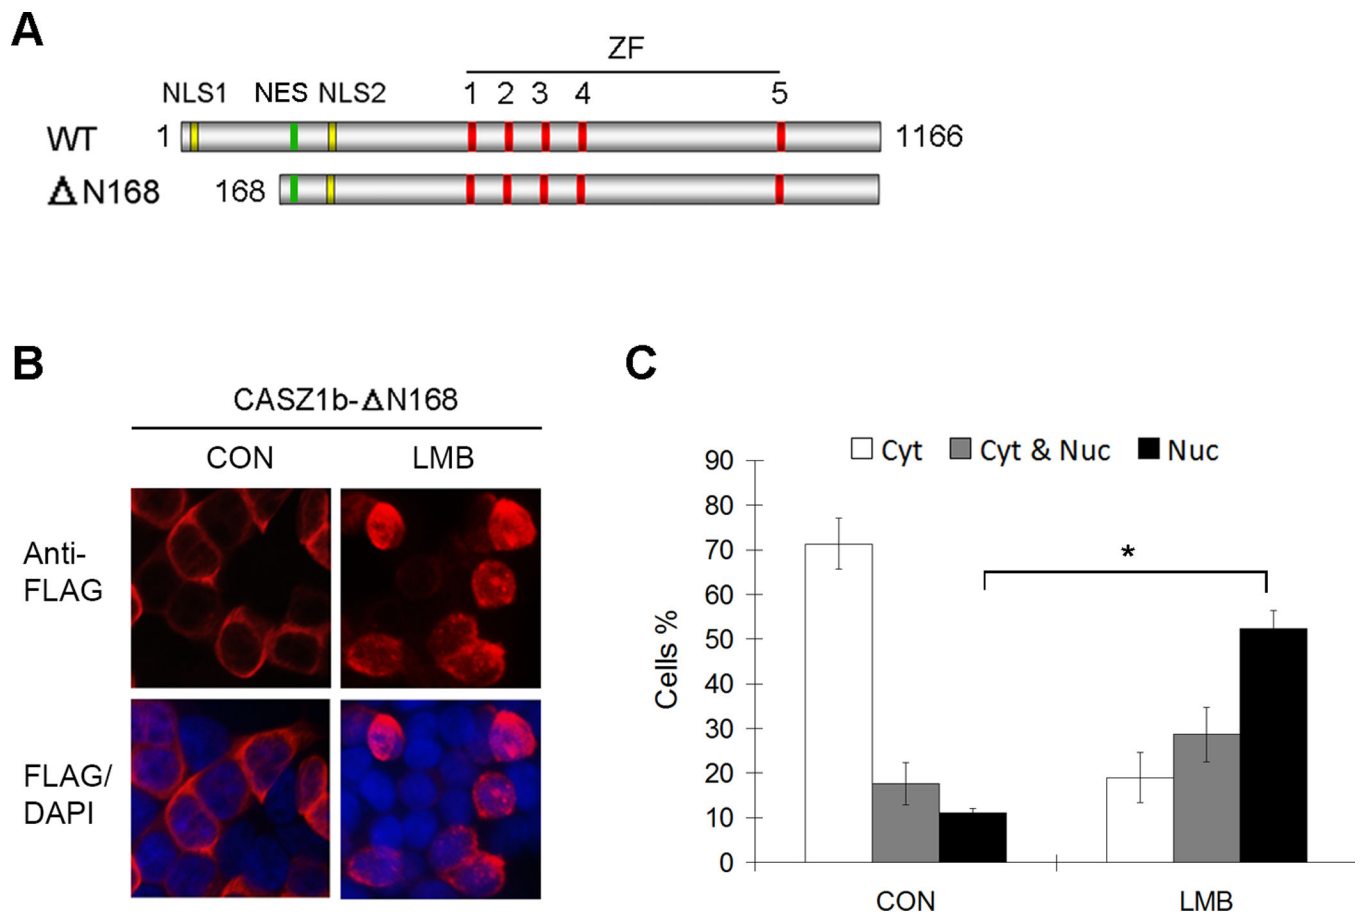 A
ZF
NLS1 NES NLS2 1 2 3 4 5
WT 1 1166
ΔN168 168
B
CASZ1b-ΔN168
CON LMB
Anti-
FLAG
FLAG/
DAPI
C
Cyt Cyt & Nuc Nuc
90
80
70
60
50
40
30
20
10
0
Cells %
*
CON LMB